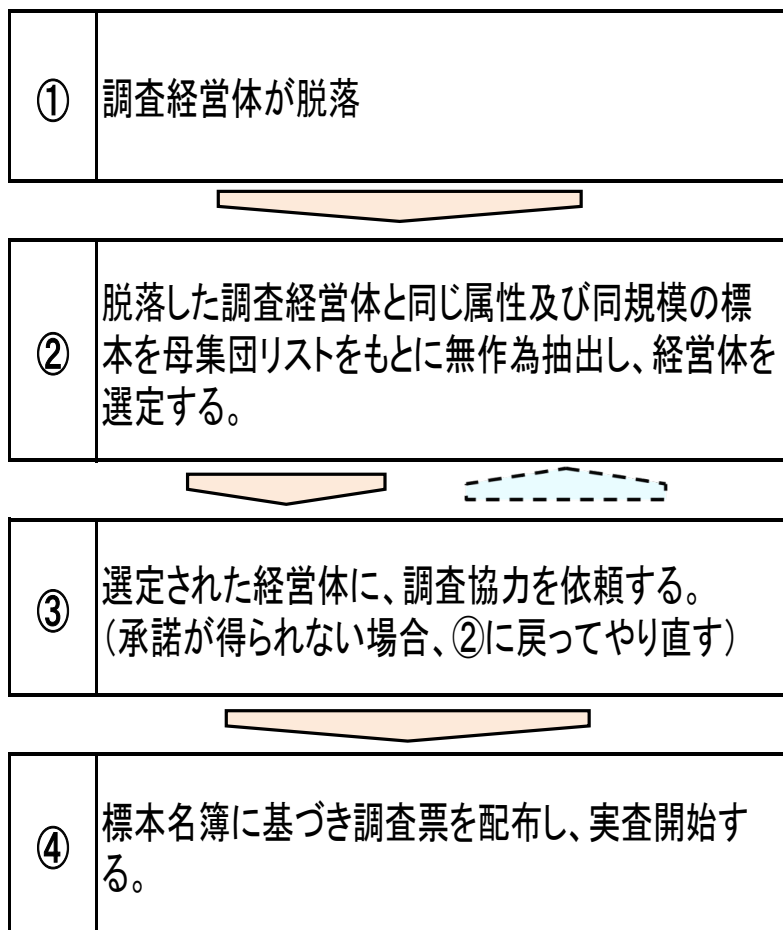 ①
調査経営体が脱落
②
脱落した調査経営体と同じ属性及び同規模の標
本を母集団リストをもとに無作為抽出し、経営体を
選定する。
③
選定された経営体に、調査協力を依頼する。
（承諾が得られない場合、②に戻ってやり直す）
④
標本名簿に基づき調査票を配布し、実査開始す
る。